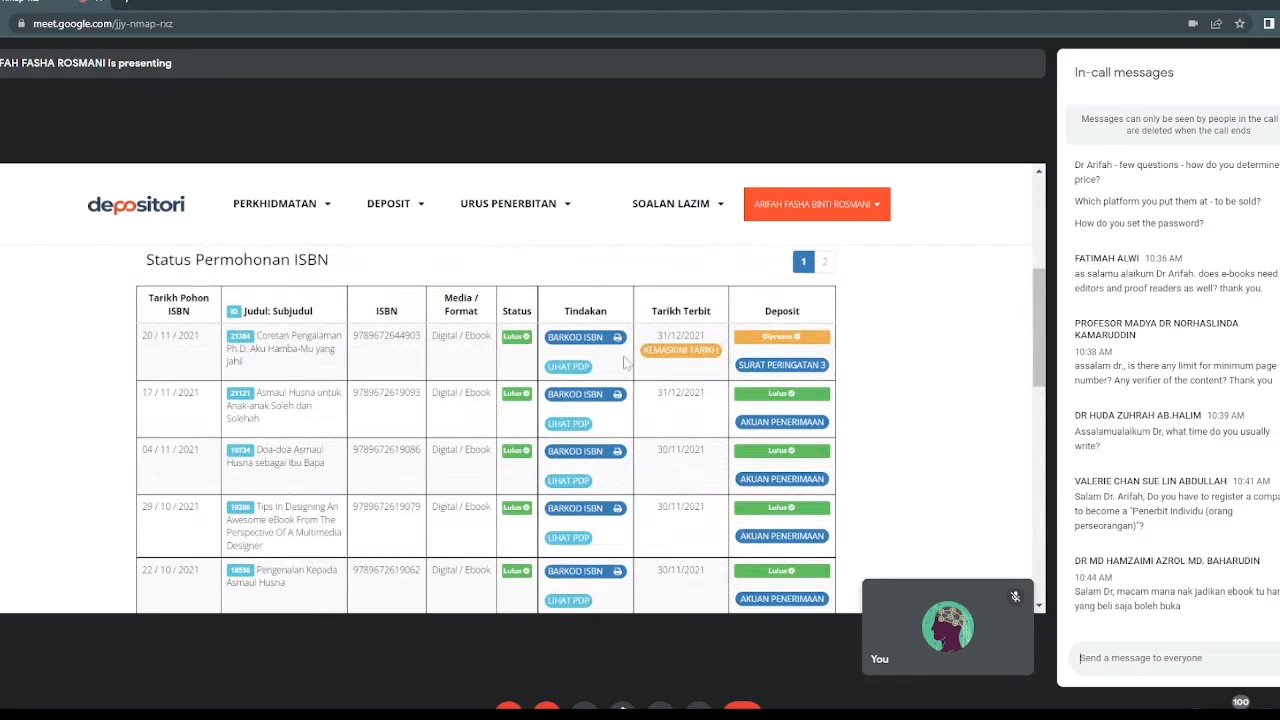 meet.google.com/jjy-nmap-rxz
FAH FASHA ROSMANI is presenting
depositori
PERKHIDMATAN
DEPOSIT
URUS PENERBITAN
SOALAN LAZIM
ARIFAH FASHA BINTI ROSMANI
Status Permohonan ISBN
1 2
Tarikh Pohon
ISBN
ID Judul: Subjudul
ISBN
Media /
Format
Status
Tindakan
Tarikh Terbit
Deposit
20 / 11 / 2021
21384 Coretan Pengalaman
Ph.D. Aku Hamba-Mu yang
Jahil
9789672644903
Digital / Ebook
Lulus
BARKOD ISBN
LIHAT PDP
31/12/2021
KEMASKINI TARIKH
Diproses
SURAT PERINGATAN 3
17 / 11 / 2021
21121 Asmaul Husna untuk
Anak-anak Soleh dan
Solehah
9789672619093
Digital / Ebook
Lulus
BARKOD ISBN
LIHAT PDP
31/12/2021
Lulus
AKUAN PENERIMAAN
04 / 11 / 2021
19734 Doa-doa Asmaul
Husna sebagai Ibu Bapa
9789672619086
Digital / Ebook
Lulus
BARKOD ISBN
LIHAT PDP
30/11/2021
Lulus
AKUAN PENERIMAAN
29 / 10 / 2021
19286 Tips in Designing An
Awesome eBook From The
Perspective Of A Multimedia
Designer
9789672619079
Digital / Ebook
Lulus
BARKOD ISBN
LIHAT PDP
30/11/2021
Lulus
AKUAN PENERIMAAN
22 / 10 / 2021
18556 Pengenalan Kepada
Asmaul Husna
9789672619062
Digital / Ebook
Lulus
BARKOD ISBN
LIHAT PDP
30/11/2021
Lulus
AKUAN PENERIMAAN
You
In-call messages
Messages can only be seen by people in the call
are deleted when the call ends
Dr Arifah - few questions - how do you determine
price?
Which platform you put them at - to be sold?
How do you set the password?
FATIMAH ALWI 10:36 AM
as salamu alaikum Dr Arifah. does e-books need
editors and proof readers as well? thank you.
PROFESOR MADYA DR NORHASLINDA
KAMARUDDIN
10:38 AM
assalam dr., is there any limit for minimum page
number? Any verifier of the content? Thank you
DR HUDA ZUHRAH AB.HALIM 10:39 AM
Assalamualaikum Dr, what time do you usually
write?
VALERIE CHAN SUE LIN ABDULLAH 10:41 AM
Salam Dr. Arifah, Do you have to register a compa
to become a "Penerbit Individu (orang
perseorangan)"?
DR MD HAMZAIMI AZROL MD. BAHARUDIN
10:44 AM
Salam Dr, macam mana nak jadikan ebook tu har
yang beli saja boleh buka
Send a message to everyone
100